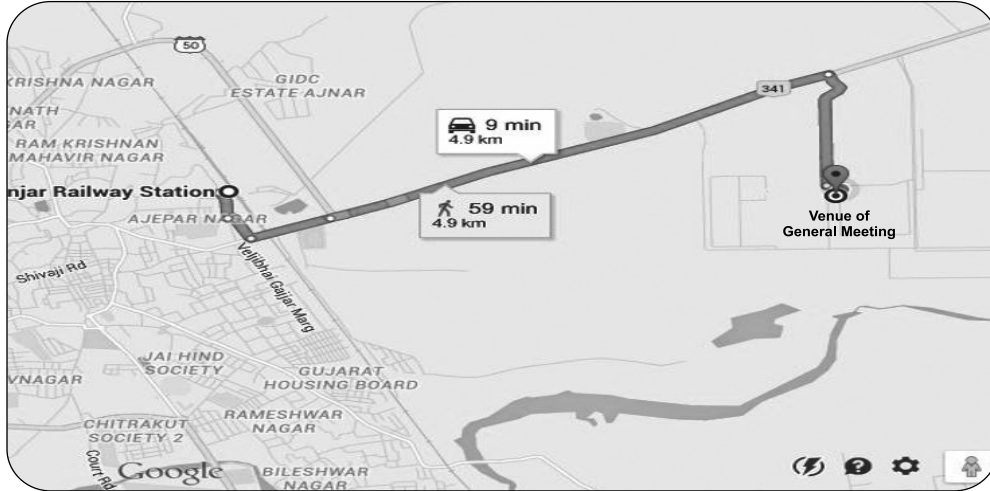 50
KRISHNA NAGAR
GIDC
ESTATE AJNAR
NATH
GAR
RAM KRISHNAN
MAHAVIR NAGAR
341
9 min
4.9 km
njar Railway Station
59 min
4.9 km
AJEPAR NAGAR
Venue of
General Meeting
Veljibhai Gajjar Marg
Shivaji Rd
JAI HIND
SOCIETY
VNAGAR
GUJARAT
HOUSING BOARD
RAMESHWAR
NAGAR
CHITRAKUT
SOCIETY 2
Court Rd
Google
BILESHWAR
NAGAR